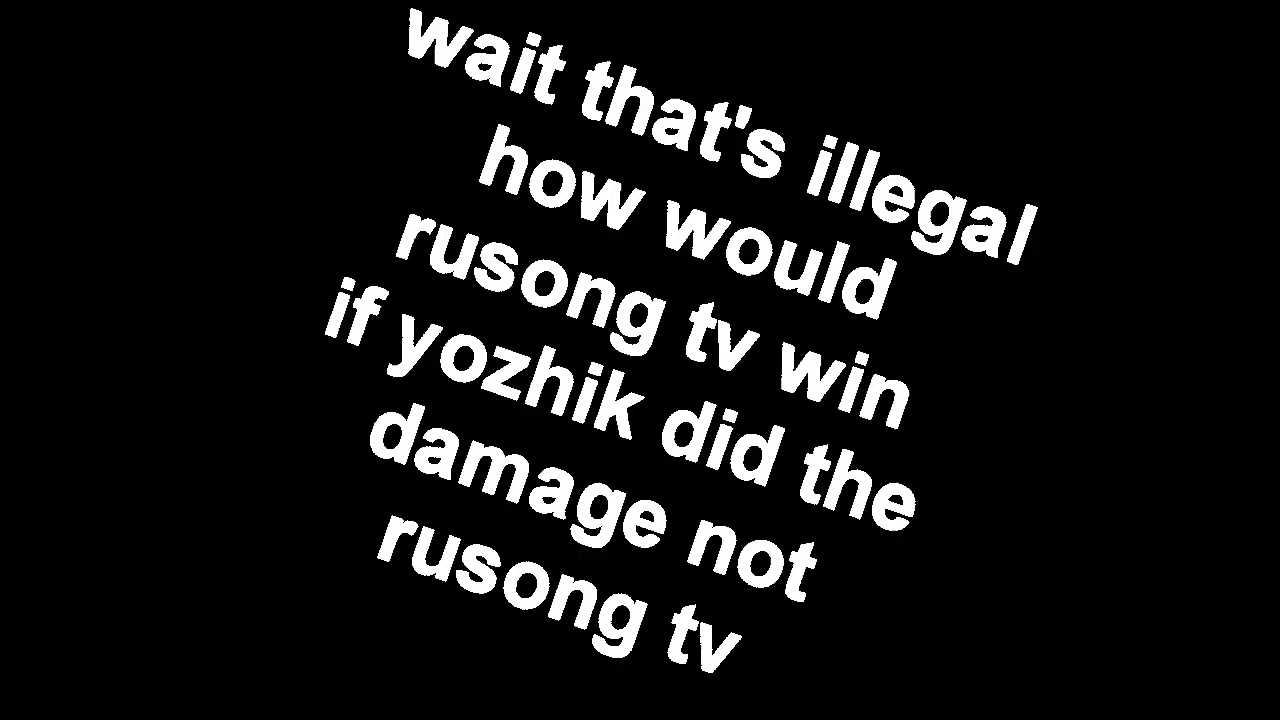 wait that's illegal
how would
rusong tv win
if yozhik did the
damage not
rusong tv